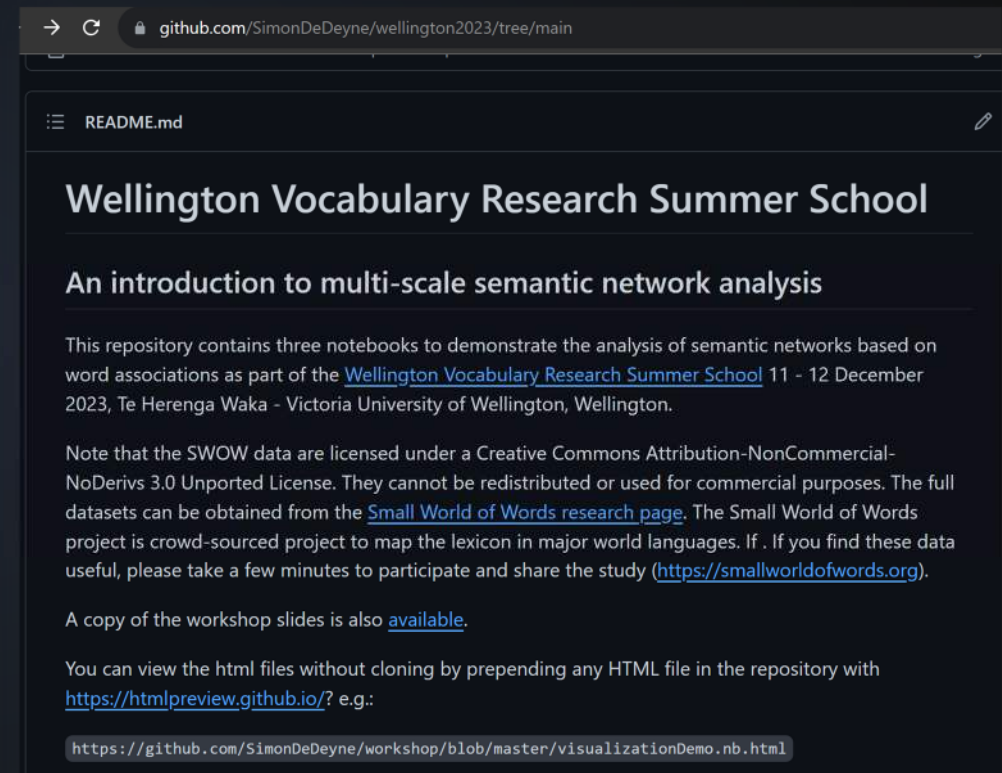 github.com/SimonDeDeyne/wellington2023/tree/main
README.md
Wellington Vocabulary Research Summer School
An introduction to multi-scale semantic network analysis
This repository contains three notebooks to demonstrate the analysis of semantic networks based on
word associations as part of the Wellington Vocabulary Research Summer School 11 - 12 December
2023, Te Herenga Waka - Victoria University of Wellington, Wellington.
Note that the SWOW data are licensed under a Creative Commons Attribution-NonCommercial-
NoDerivs 3.0 Unported License. They cannot be redistributed or used for commercial purposes. The full
datasets can be obtained from the Small World of Words research page. The Small World of Words
project is crowd-sourced project to map the lexicon in major world languages. If . If you find these data
useful, please take a few minutes to participate and share the study (https://smallworldofwords.org).
A copy of the workshop slides is also available.
You can view the html files without cloning by prepending any HTML file in the repository with
https://htmlpreview.github.io/? e.g.:
https://github.com/SimonDeDeyne/workshop/blob/master/visualizationDemo.nb.html